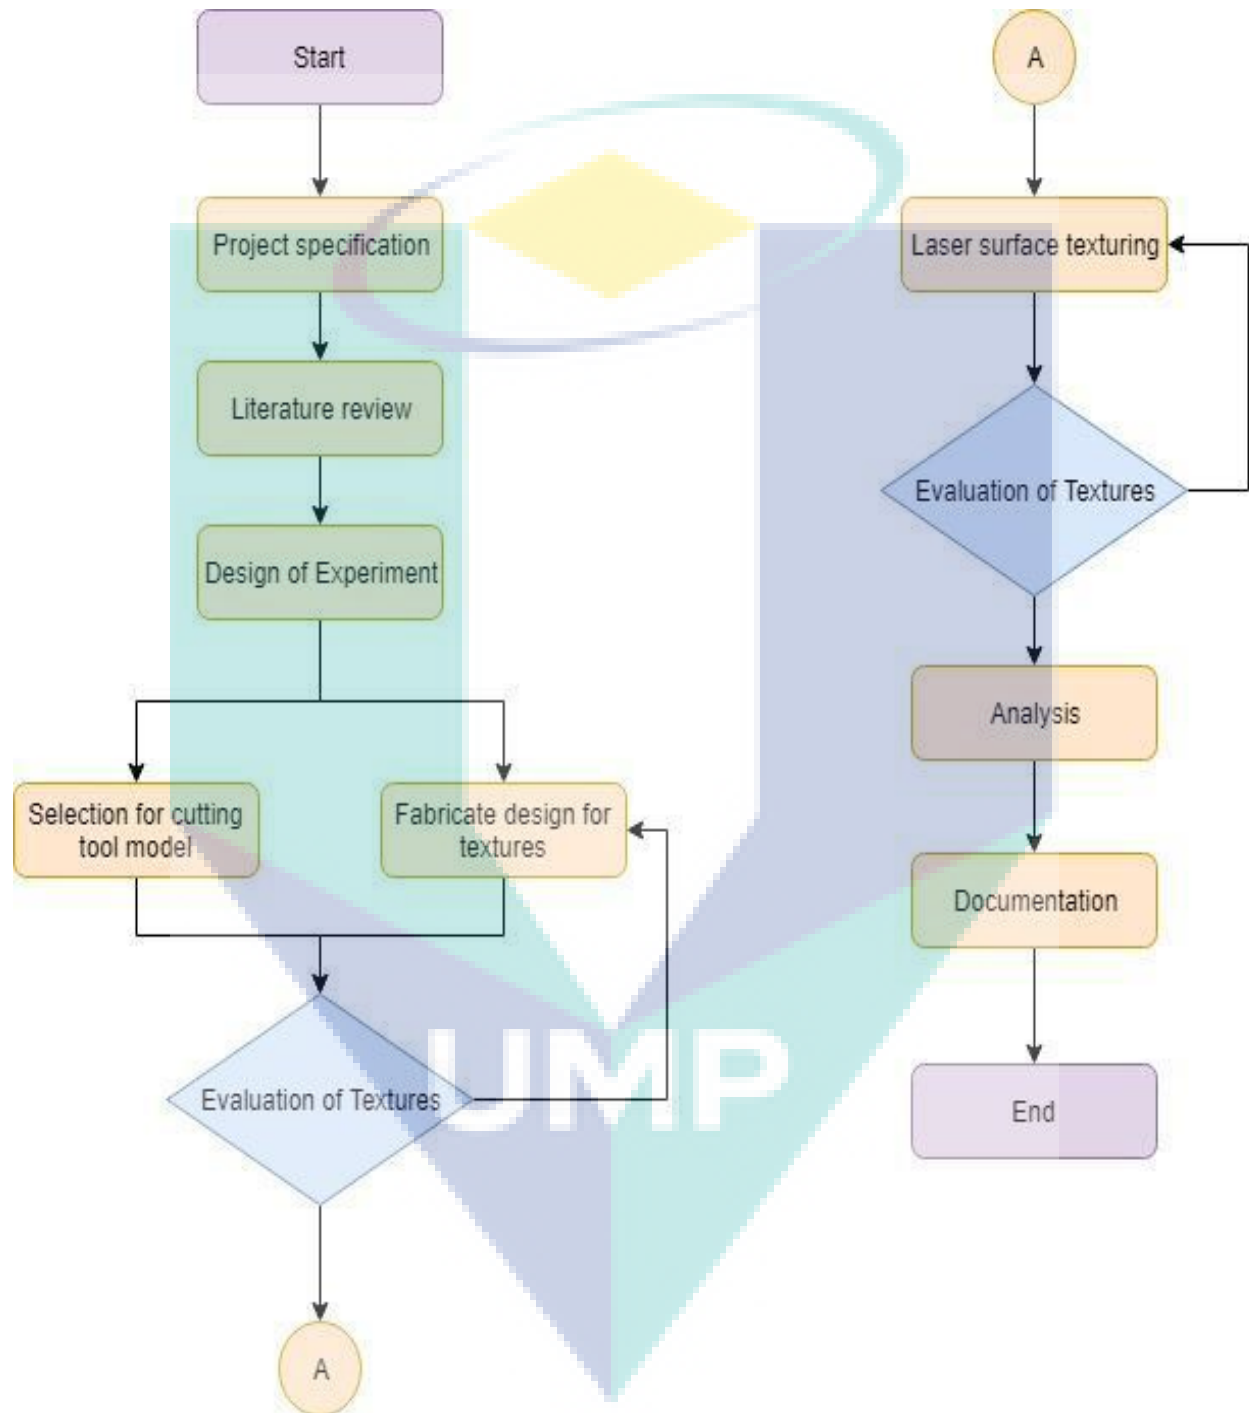 Start
Project specification
Literature review
Design of Experiment
Selection for cutting
tool model
Fabricate design for
textures
Evaluation of Textures
A
A
Laser surface texturing
Evaluation of Textures
Analysis
Documentation
End
UMP